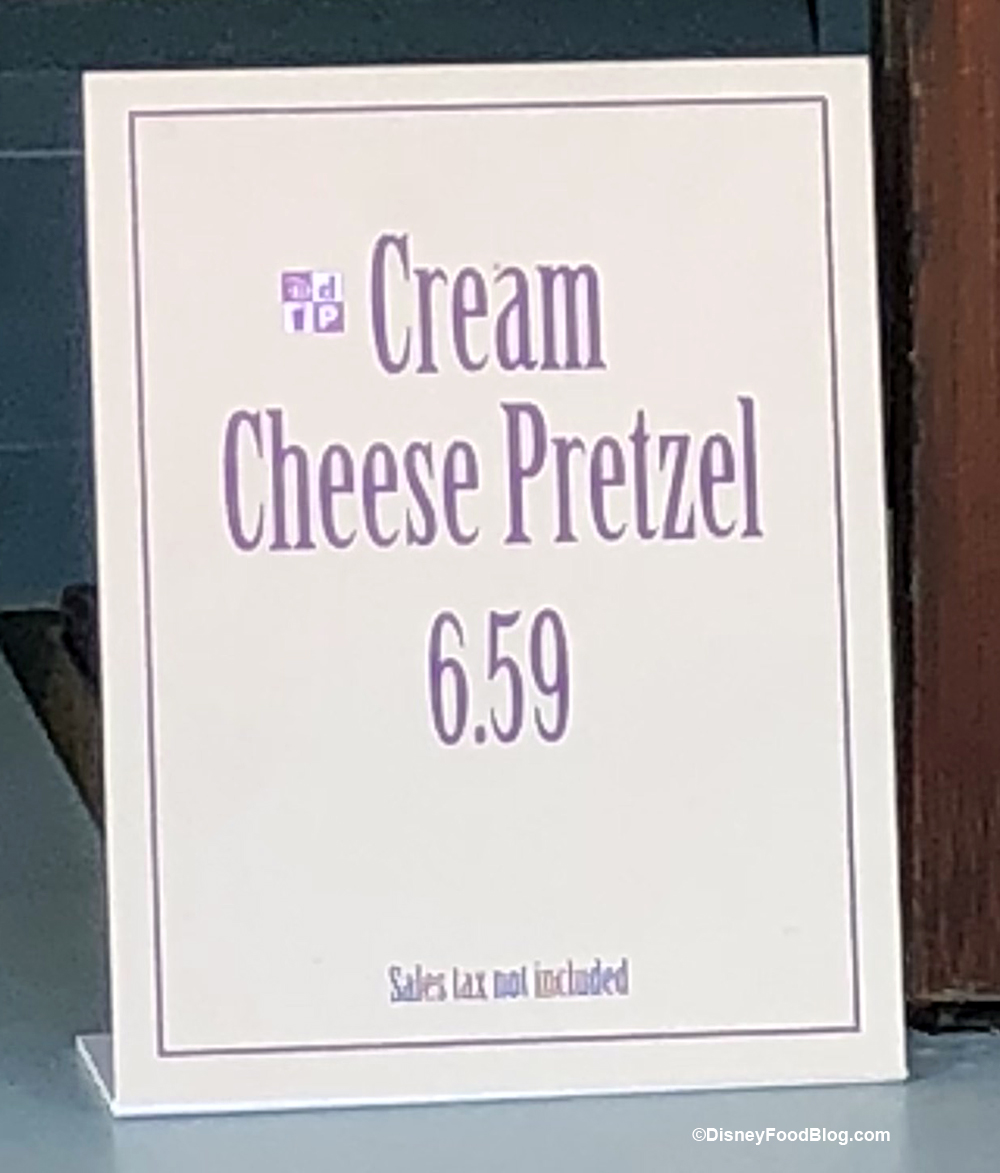 Cream
Cheese Pretzel
6.59
Sales tax not included
©DisneyFoodBlog.com